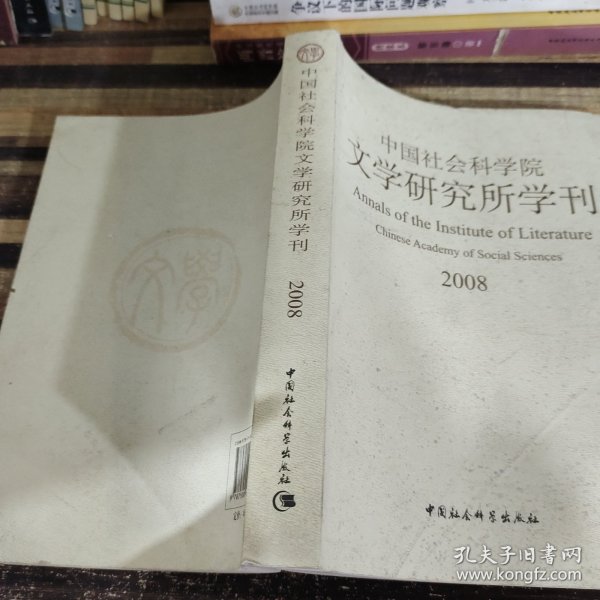 中国社会科学院
文学研究所学刊
Annals of the Institute of Literature
Chinese Academy of Social Sciences
2008
中国社会科学出版社
中国社会科学院文学研究所学刊
2008
中国社会科学出版社
文學
孔夫子旧书网
www.kongfz.com